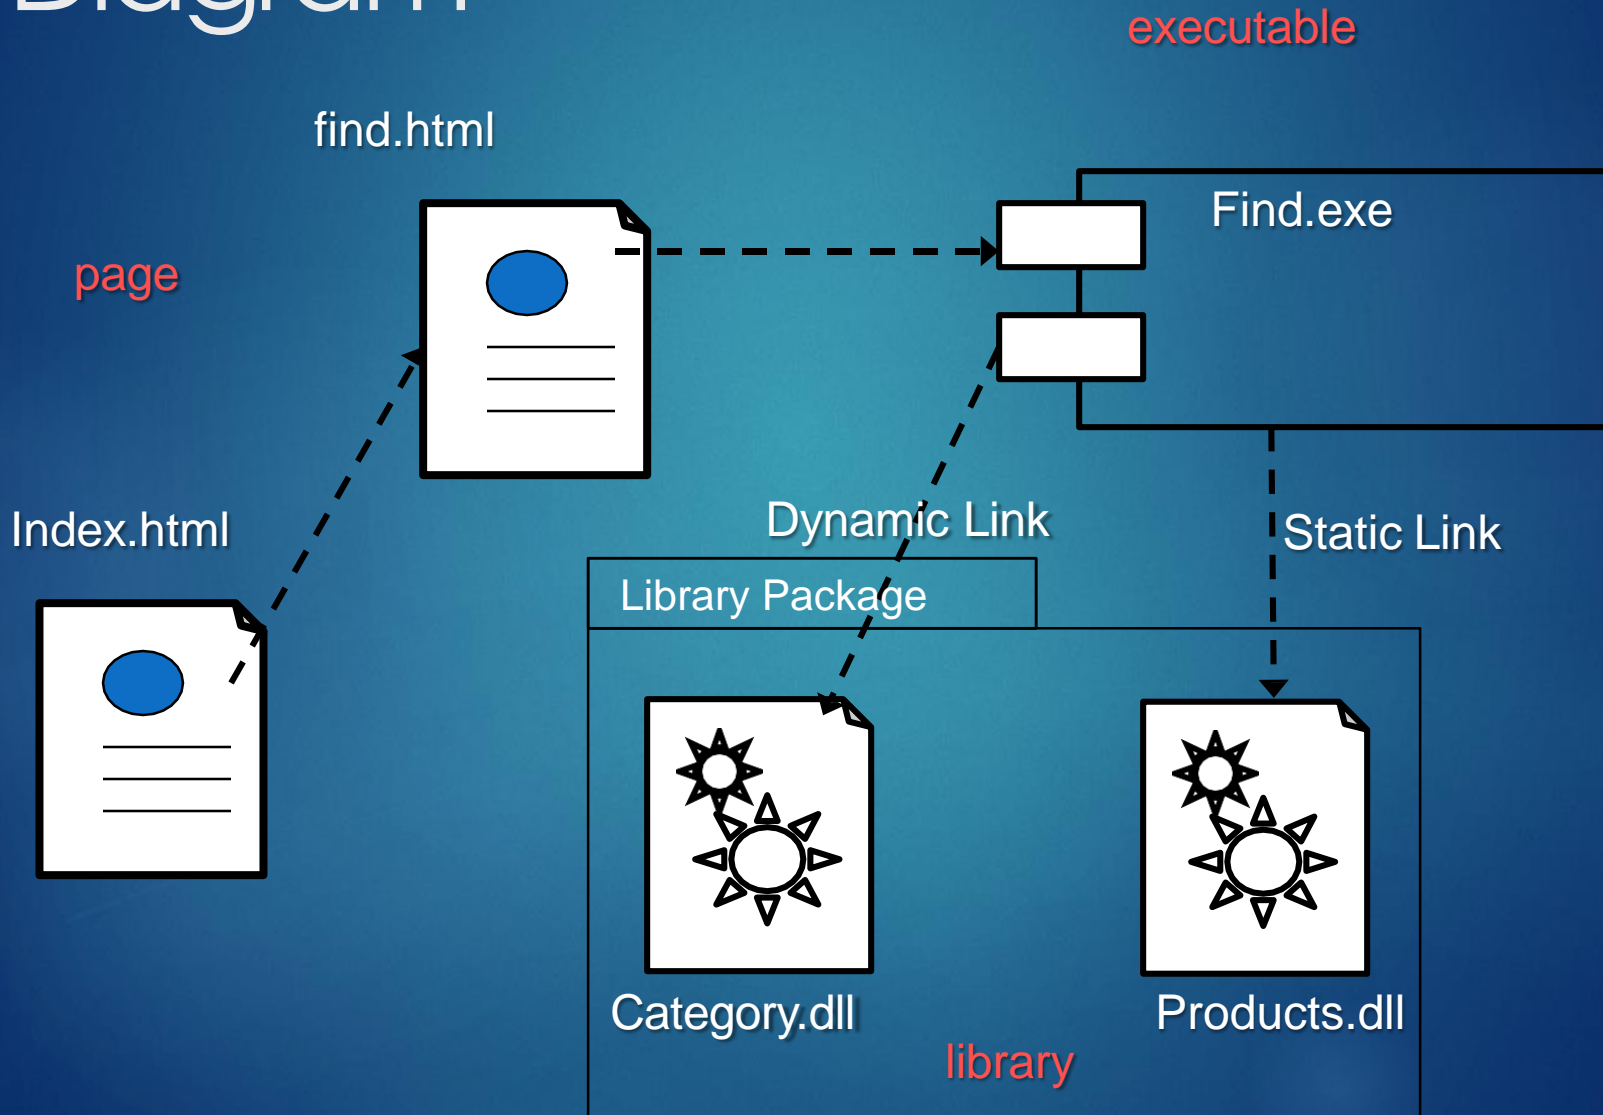 Diagram
executable
find.html
Find.exe
page
Dynamic Link
Static Link
Index.html
Library Package
Category.dll
Products.dll
library